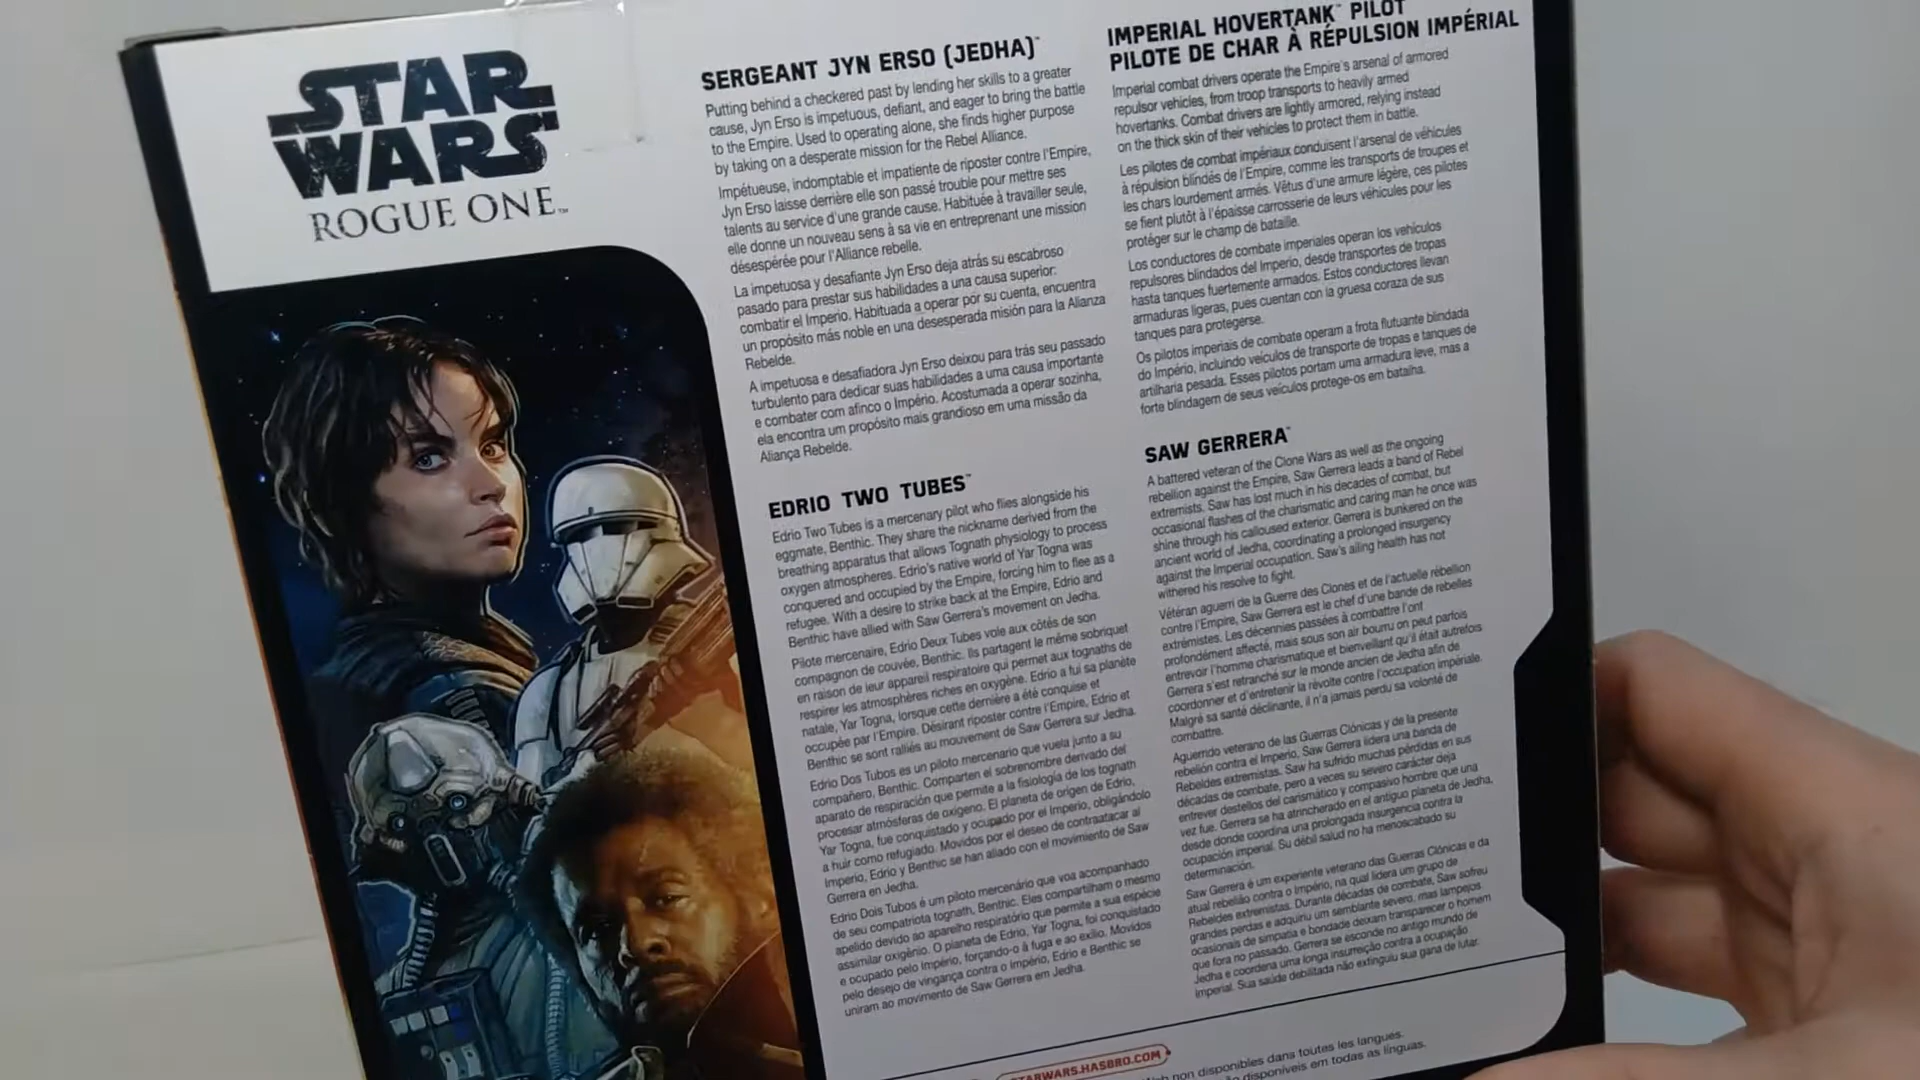 STAR
WARS
ROGUE ONE™
SERGEANT JYN ERSO (JEDHA)™
Putting behind a checkered past by lending her skills to a greater
cause, Jyn Erso is impetuous, defiant, and eager to bring the battle
to the Empire. Used to operating alone, she finds higher purpose
by taking on a desperate mission for the Rebel Alliance.
Impétueuse, indomptable et impatiente de riposter contre l'Empire,
Jyn Erso laisse derrière elle son passé trouble pour mettre ses
talents au service d'une grande cause. Habituée à travailler seule,
elle donne un nouveau sens à sa vie en entreprenant une mission
désespérée pour l'Alliance rebelle.
La impetuosa y desafiante Jyn Erso deja atrás su escabroso
pasado para prestar sus habilidades a una causa superior:
combatir el Imperio. Habituada a operar por su cuenta, encuentra
un propósito más noble en una desesperada misión para la Alianza
Rebelde.
A impetuosa e desafiadora Jyn Erso deixou para trás seu passado
turbulento para dedicar suas habilidades a uma causa importante
e combater com afinco o Império. Acostumada a operar sozinha,
ela encontra um propósito mais grandioso em uma missão da
Aliança Rebelde.
EDRIO TWO TUBES™
Edrio Two Tubes is a mercenary pilot who flies alongside his
eggmate, Benthic. They share the nickname derived from the
breathing apparatus that allows Tognath physiology to process
oxygen atmospheres. Edrio's native world of Yar Togna was
conquered and occupied by the Empire, forcing him to flee as a
refugee. With a desire to strike back at the Empire, Edrio and
Benthic have allied with Saw Gerrera's movement on Jedha.
Pilote mercenaire, Edrio Deux Tubes vole aux côtés de son
compagnon de couvée, Benthic. Ils partagent le même sobriquet
en raison de leur appareil respiratoire qui permet aux tognaths de
respirer les atmosphères riches en oxygène. Edrio a fui sa planète
natale, Yar Togna, lorsque cette dernière a été conquise et
occupée par l'Empire. Désirant riposter contre l'Empire, Edrio et
Benthic se sont ralliés au mouvement de Saw Gerrera sur Jedha.
Edrio Dos Tubos es un piloto mercenario que vuela junto a su
compañero, Benthic. Comparten el sobrenombre derivado del
aparato de respiración que permite a la fisiología de los tognath
procesar atmósferas de oxígeno. El planeta de origen de Edrio,
Yar Togna, fue conquistado y ocupado por el Imperio, obligándolo
a huir como refugiado. Movidos por el deseo de contraatacar al
Imperio, Edrio y Benthic se han aliado con el movimiento de Saw
Gerrera en Jedha.
Edrio Dois Tubos é um piloto mercenário que voa acompanhado
de seu compatriota tognath, Benthic. Eles compartilham o mesmo
apelido devido ao aparelho respiratório que permite a sua espécie
assimilar oxigênio. O planeta de Edrio, Yar Togna, foi conquistado
e ocupado pelo Império, forçando-o à fuga e ao exílio. Movidos
pelo desejo de vingança contra o Império, Edrio e Benthic se
uniram ao movimento de Saw Gerrera em Jedha.
IMPERIAL HOVERTANK™ PILOT
PILOTE DE CHAR À RÉPULSION IMPÉRIAL
Imperial combat drivers operate the Empire's arsenal of armored
repulsor vehicles, from troop transports to heavily armed
hovertanks. Combat drivers are lightly armored, relying instead
on the thick skin of their vehicles to protect them in battle.
Les pilotes de combat impériaux conduisent l'arsenal de véhicules
à répulsion blindés de l'Empire, comme les transports de troupes et
les chars lourdement armés. Vêtus d'une armure légère, ces pilotes
se fient plutôt à l'épaisse carrosserie de leurs véhicules pour les
protéger sur le champ de bataille.
Los conductores de combate imperiales operan los vehículos
repulsores blindados del Imperio, desde transportes de tropas
hasta tanques fuertemente armados. Estos conductores llevan
armaduras ligeras, pues cuentan con la gruesa coraza de sus
tanques para protegerse.
Os pilotos imperiais de combate operam a frota flutuante blindada
do Império, incluindo veículos de transporte de tropas e tanques de
artilharia pesada. Esses pilotos portam uma armadura leve, mas a
forte blindagem de seus veículos protege-os em batalha.
SAW GERRERA™
A battered veteran of the Clone Wars as well as the ongoing
rebellion against the Empire, Saw Gerrera leads a band of Rebel
extremists. Saw has lost much in his decades of combat, but
occasional flashes of the charismatic and caring man he once was
shine through his calloused exterior. Gerrera is bunkered on the
ancient world of Jedha, coordinating a prolonged insurgency
against the Imperial occupation. Saw's ailing health has not
withered his resolve to fight.
Vétéran aguerri de la Guerre des Clones et de l'actuelle rébellion
contre l'Empire, Saw Gerrera est le chef d'une bande de rebelles
extrémistes. Les décennies passées à combattre l'ont
profondément affecté, mais sous son air bourru on peut parfois
entrevoir l'homme charismatique et bienveillant qu'il était autrefois
Gerrera s'est retranché sur le monde ancien de Jedha afin de
coordonner et d'entretenir la révolte contre l'occupation impériale.
Malgré sa santé déclinante, il n'a jamais perdu sa volonté de
combattre.
Aguerrido veterano de las Guerras Clónicas y de la presente
rebelión contra el Imperio, Saw Gerrera lidera una banda de
Rebeldes extremistas. Saw ha sufrido muchas pérdidas en sus
décadas de combate, pero a veces su severo carácter deja
entrever destellos del carismático y compasivo hombre que una
vez fue. Gerrera se ha atrincherado en el antiguo planeta de Jedha,
desde donde coordina una prolongada insurgencia contra la
ocupación imperial. Su débil salud no ha menoscabado su
determinación.
Saw Gerrera é um experiente veterano das Guerras Clónicas e da
atual rebelião contra o Império, na qual lidera um grupo de
Rebeldes extremistas. Durante décadas de combate, Saw sofreu
grandes perdas e adquiriu um semblante severo, mas lampejos
ocasionais de simpatia e bondade deixam transparecer o homem
que fora no passado. Gerrera se esconde no antigo mundo de
Jedha e coordena uma longa insurreição contra a ocupação
imperial. Sua saúde debilitada não extinguiu sua gana de lutar.
STARWARS.HASBRO.COM
non disponibles dans toutes les langues.
disponíveis em todas as línguas.